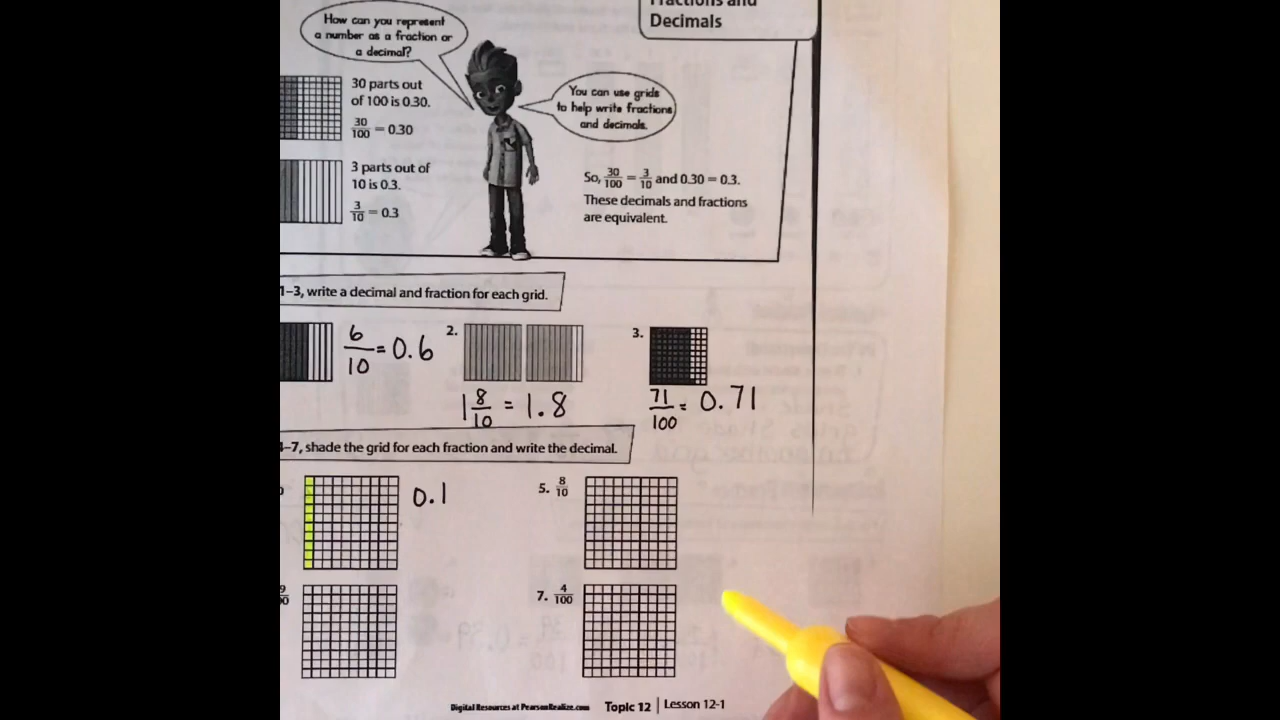 Fractions and
Decimals
How can you represent
a number as a fraction or
a decimal?
30 parts out
of 100 is 0.30.
30/100 = 0.30
You can use grids
to help write fractions
and decimals.
3 parts out of
10 is 0.3.
3/10 = 0.3
So, 30/100 = 3/10 and 0.30 = 0.3.
These decimals and fractions
are equivalent.
1–3, write a decimal and fraction for each grid.
6/10 = 0.6
2.
1 8/10 = 1.8
3.
71/100 = 0.71
4–7, shade the grid for each fraction and write the decimal.
0.1
5. 8/10
7. 4/100
Digital Resources at PearsonRealize.com Topic 12 | Lesson 12-1